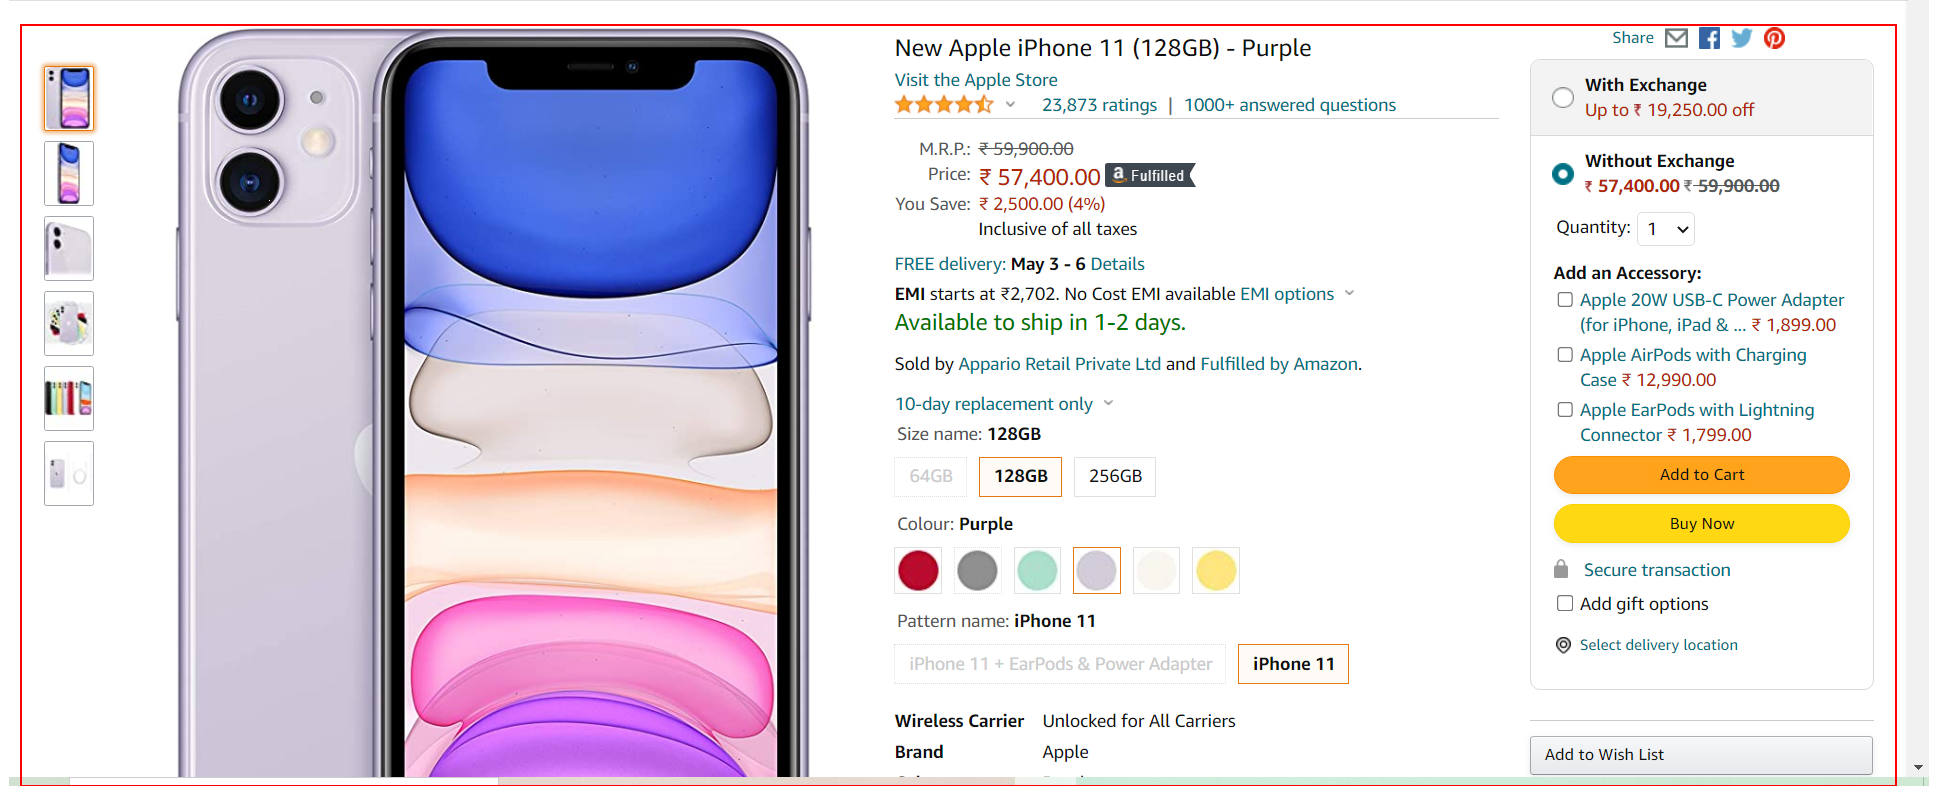 New Apple iPhone 11 (128GB) - Purple
Visit the Apple Store
23,873 ratings | 1000+ answered questions
M.R.P.: ₹ 59,900.00
Price: ₹ 57,400.00 a Fulfilled
You Save: ₹ 2,500.00 (4%)
Inclusive of all taxes
FREE delivery: May 3 - 6 Details
EMI starts at ₹2,702. No Cost EMI available EMI options
Available to ship in 1-2 days.
Sold by Appario Retail Private Ltd and Fulfilled by Amazon.
10-day replacement only
Size name: 128GB
64GB 128GB 256GB
Colour: Purple
Pattern name: iPhone 11
iPhone 11 + EarPods & Power Adapter iPhone 11
Wireless Carrier Unlocked for All Carriers
Brand Apple
Share
With Exchange
Up to ₹ 19,250.00 off
Without Exchange
₹ 57,400.00 ₹ 59,900.00
Quantity: 1
Add an Accessory:
Apple 20W USB-C Power Adapter
(for iPhone, iPad & ... ₹ 1,899.00
Apple AirPods with Charging
Case ₹ 12,990.00
Apple EarPods with Lightning
Connector ₹ 1,799.00
Add to Cart
Buy Now
Secure transaction
Add gift options
Select delivery location
Add to Wish List